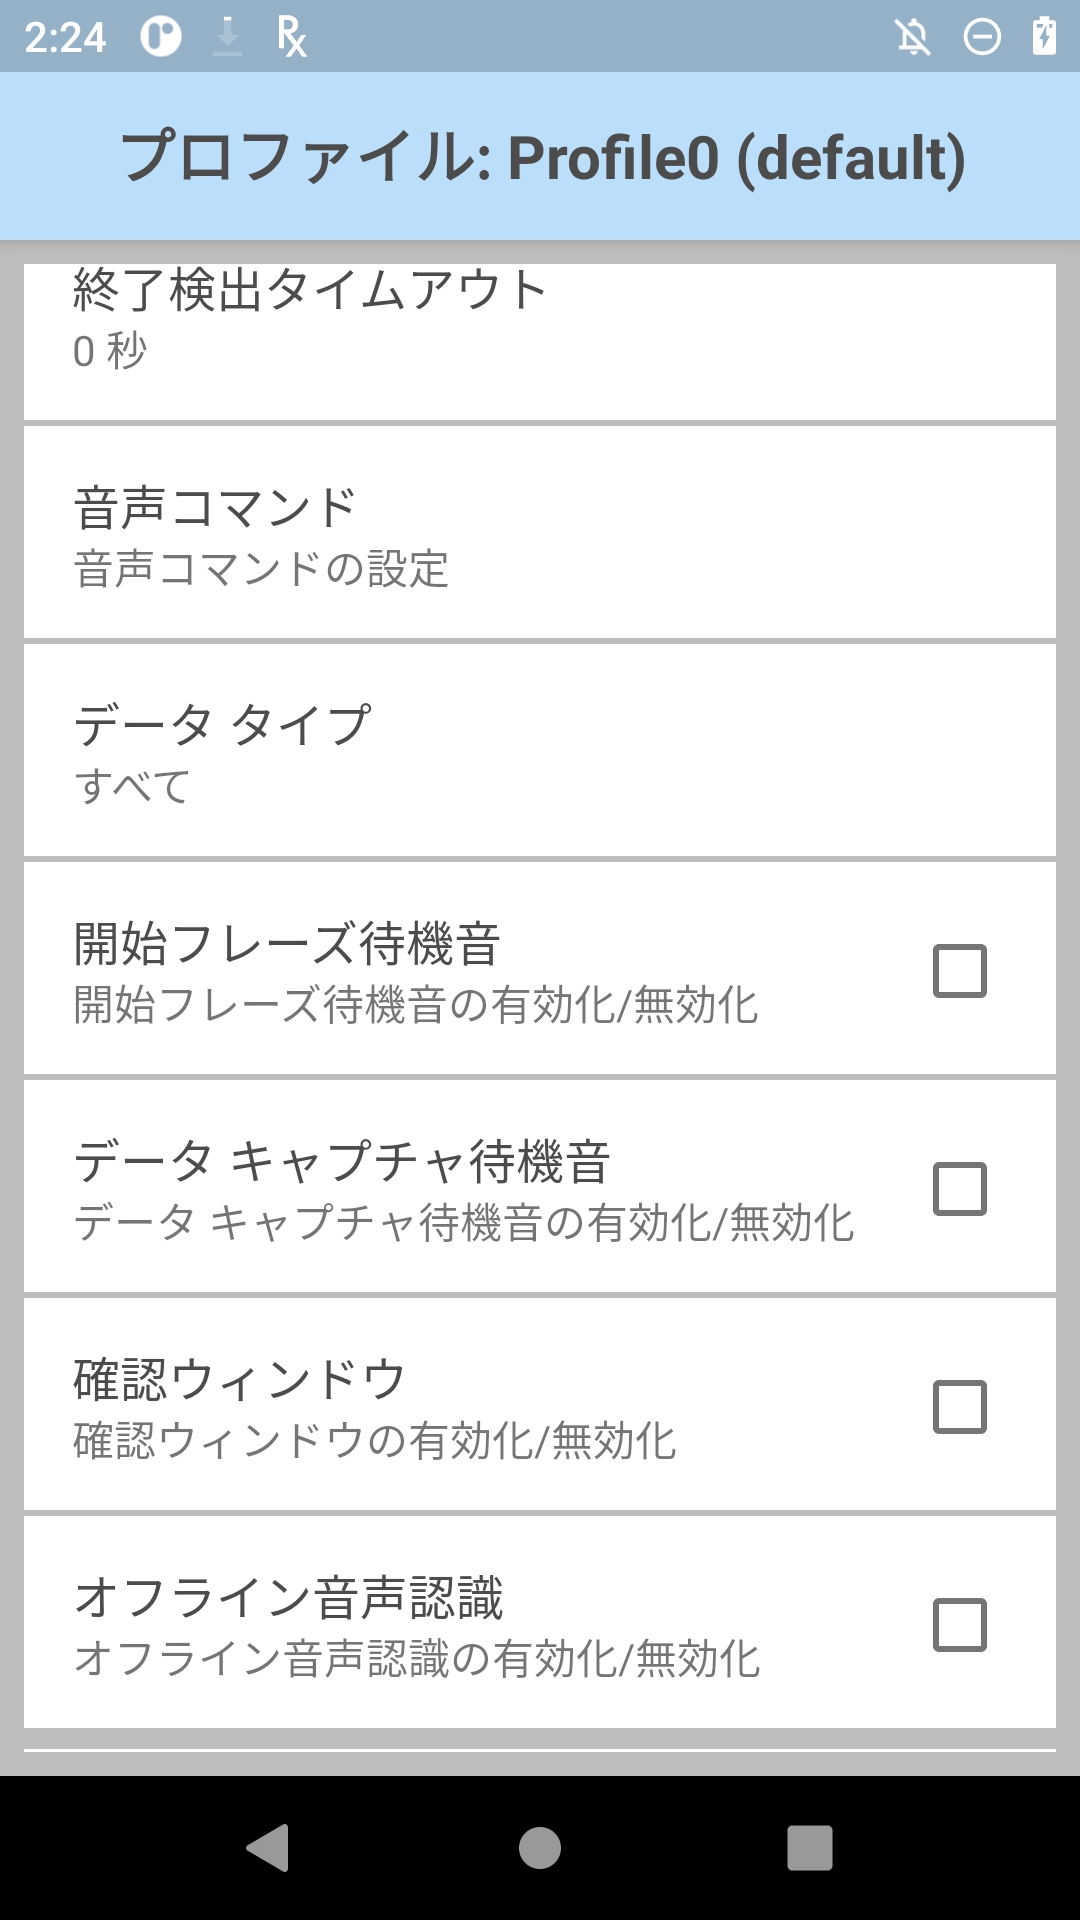 2:24
プロファイル: Profile0 (default)
終了検出タイムアウト
0 秒
音声コマンド
音声コマンドの設定
データ タイプ
すべて
開始フレーズ待機音
開始フレーズ待機音の有効化/無効化
データ キャプチャ待機音
データ キャプチャ待機音の有効化/無効化
確認ウィンドウ
確認ウィンドウの有効化/無効化
オフライン音声認識
オフライン音声認識の有効化/無効化